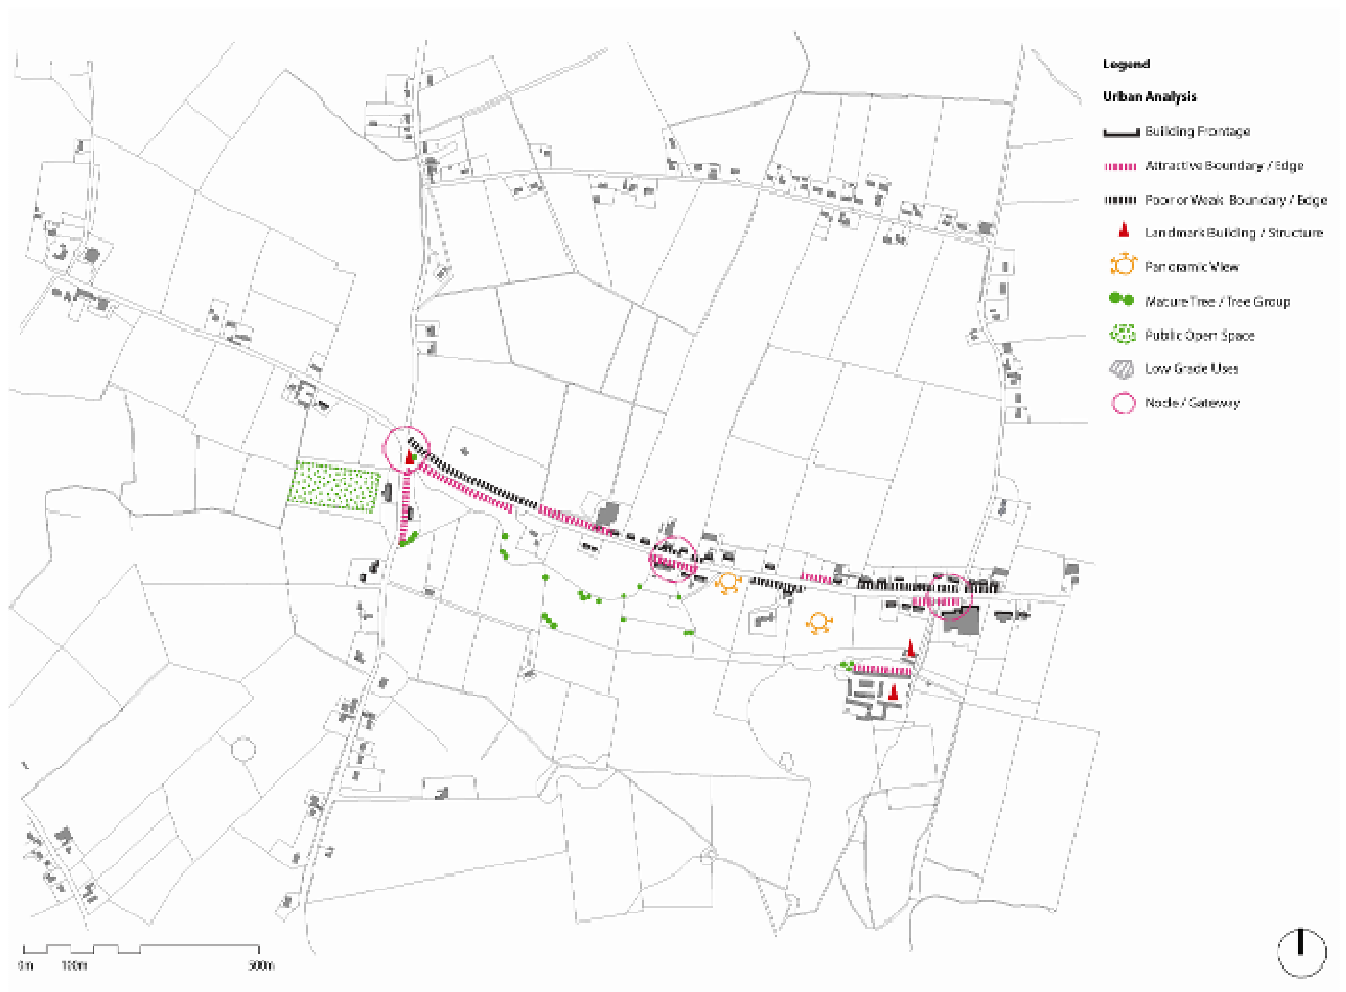 Legend
Urban Analysis
Building Frontage
Attractive Boundary / Edge
Poor or Weak Boundary / Edge
Landmark Building / Structure
Panoramic View
Mature Tree / Tree Group
Public Open Space
Low Grade Uses
Node / Gateway
0m 100m 500m